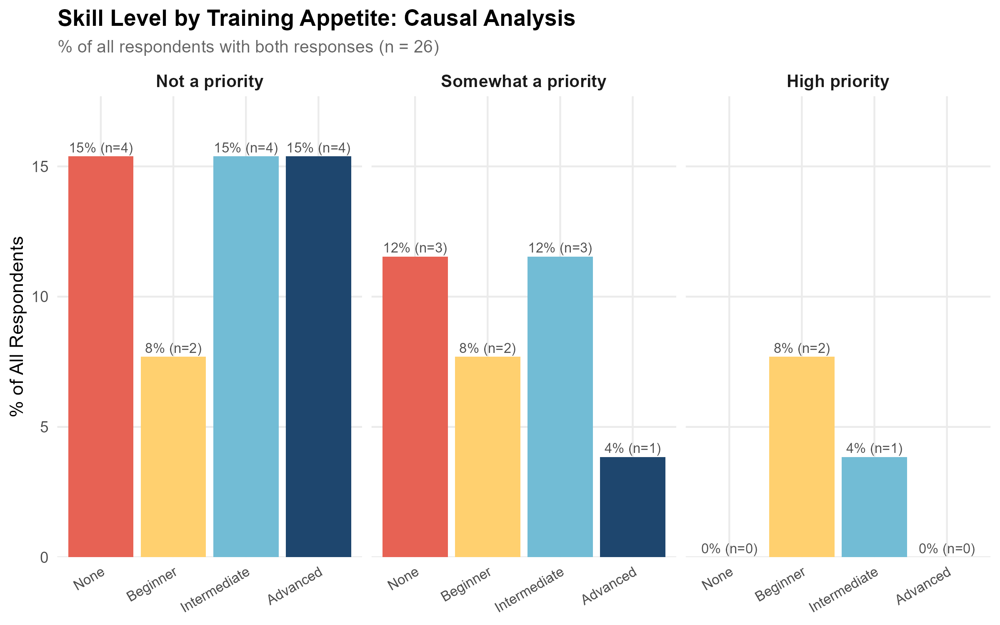 Skill Level by Training Appetite: Causal Analysis
% of all respondents with both responses (n = 26)
Not a priority
Somewhat a priority
High priority
% of All Respondents
15
10
5
0
15% (n=4)
8% (n=2)
15% (n=4)
15% (n=4)
12% (n=3)
8% (n=2)
12% (n=3)
4% (n=1)
0% (n=0)
8% (n=2)
4% (n=1)
0% (n=0)
None
Beginner
Intermediate
Advanced
None
Beginner
Intermediate
Advanced
None
Beginner
Intermediate
Advanced